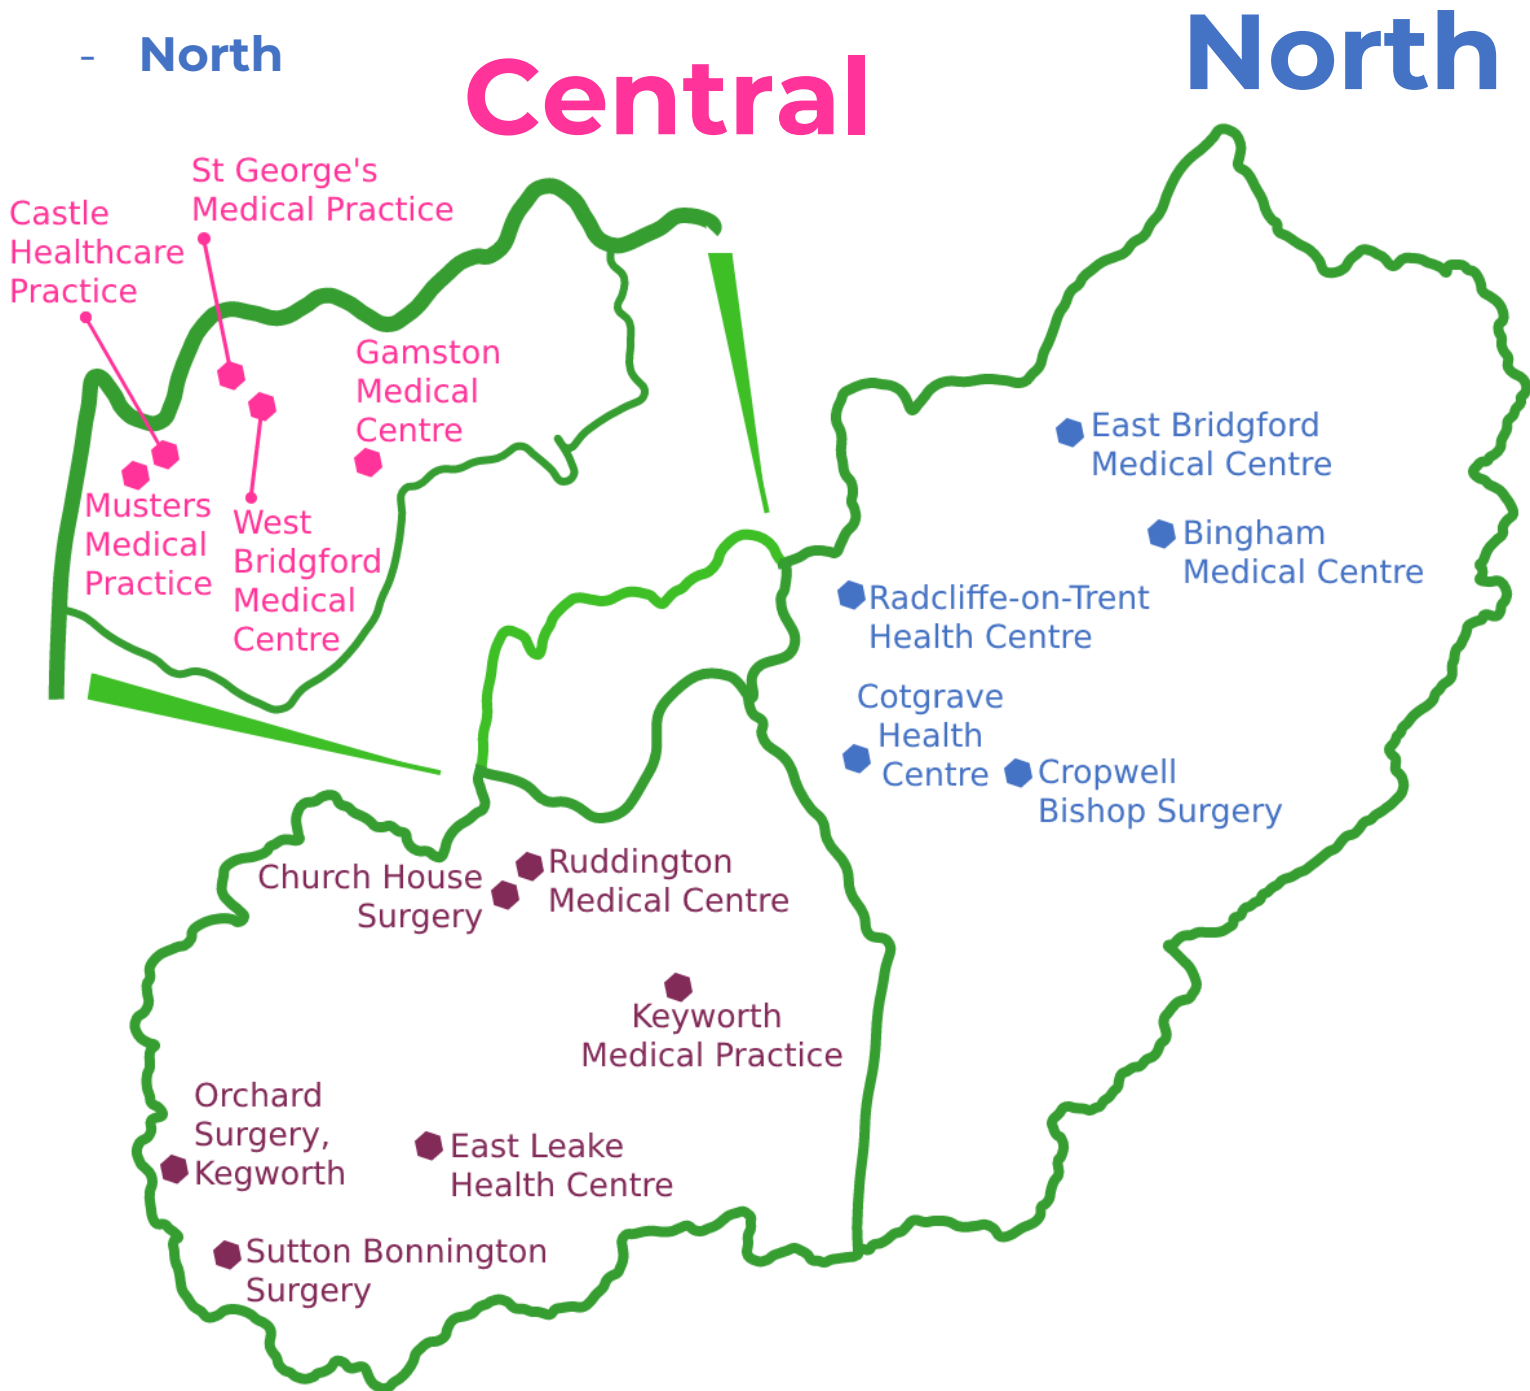 - North
Central
North
St George's
Medical Practice
Castle
Healthcare
Practice
Gamston
Medical
Centre
Musters
Medical
Practice
West
Bridgford
Medical
Centre
East Bridgford
Medical Centre
Bingham
Medical Centre
Radcliffe-on-Trent
Health Centre
Cotgrave
Health
Centre
Cropwell
Bishop Surgery
Church House
Surgery
Ruddington
Medical Centre
Keyworth
Medical Practice
Orchard
Surgery,
Kegworth
East Leake
Health Centre
Sutton Bonnington
Surgery